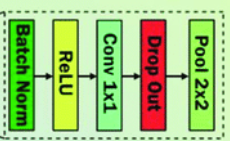 Batch Norm
ReLU
Conv 1x1
Drop Out
Pool 2x2